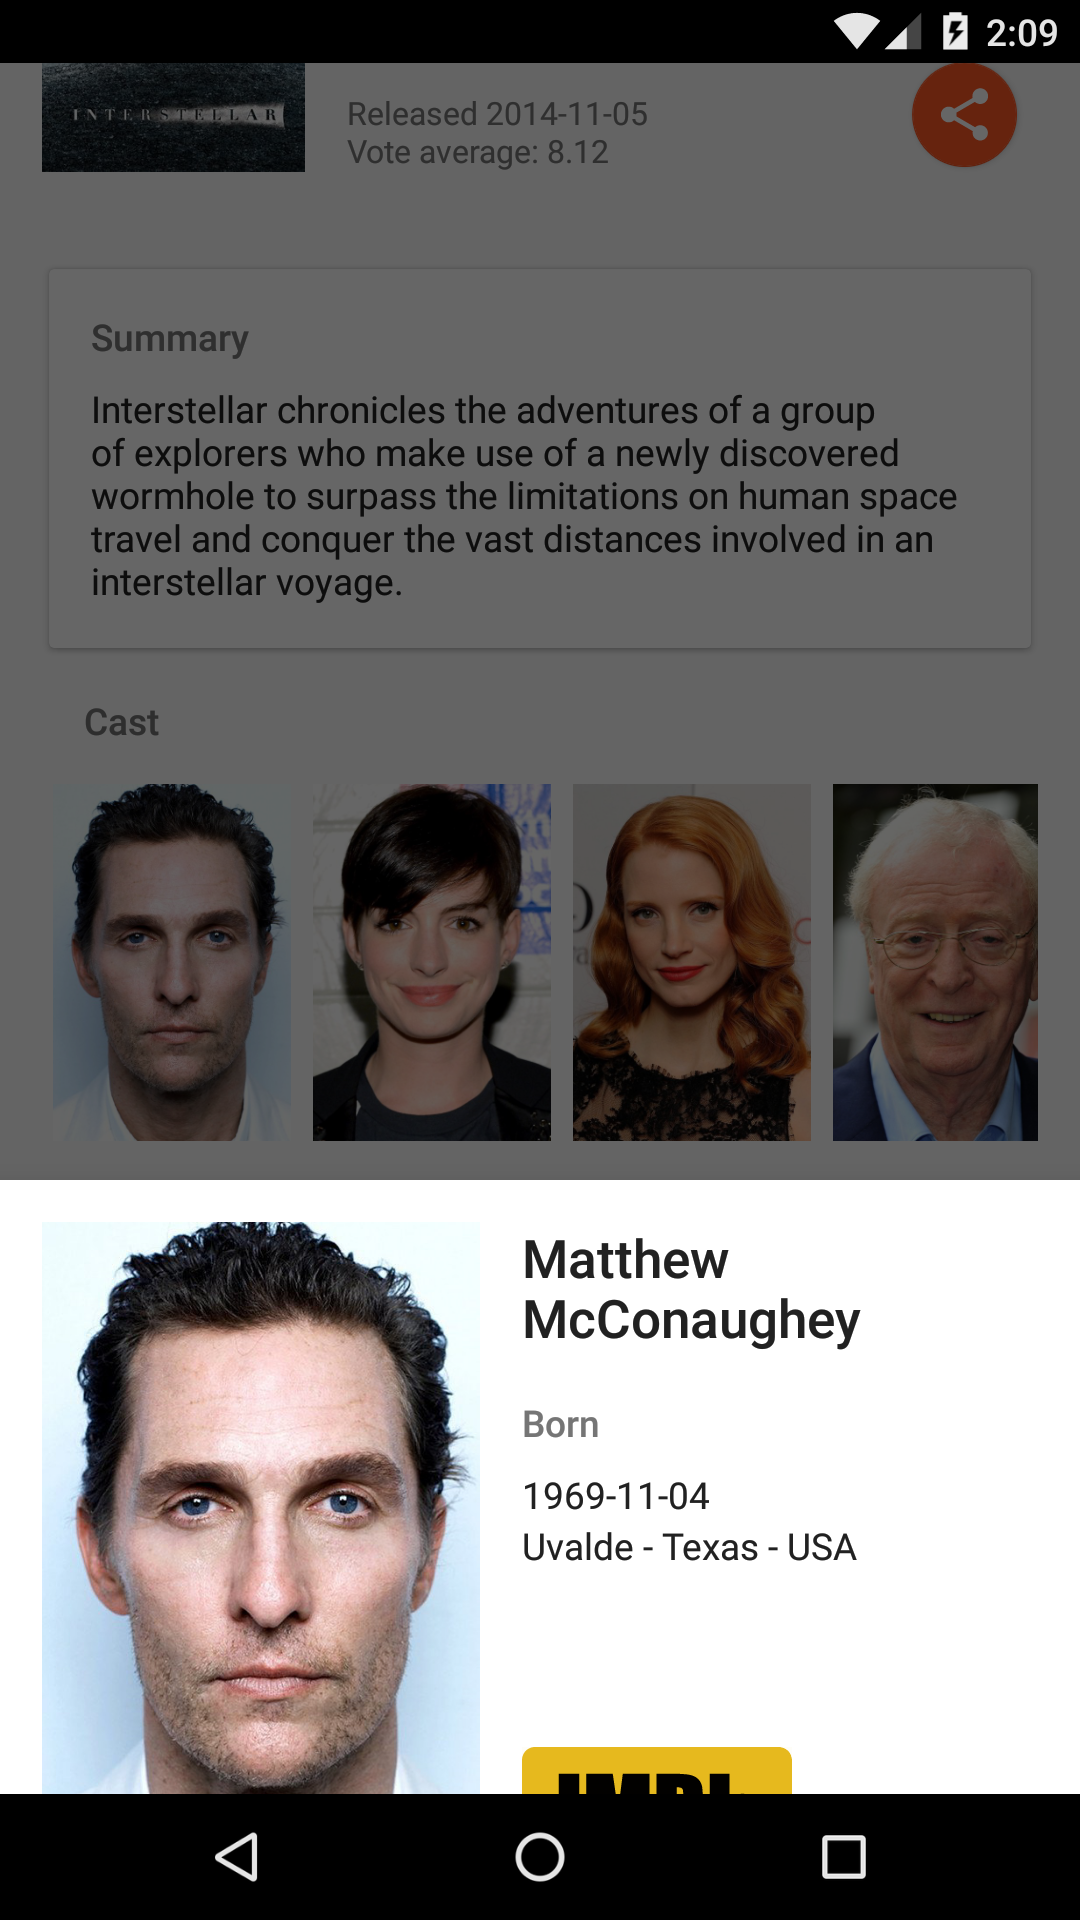 2:09
INTERSTELLAR
Released 2014-11-05
Vote average: 8.12
Summary
Interstellar chronicles the adventures of a group
of explorers who make use of a newly discovered
wormhole to surpass the limitations on human space
travel and conquer the vast distances involved in an
interstellar voyage.
Cast
Matthew
McConaughey
Born
1969-11-04
Uvalde - Texas - USA
IMDb